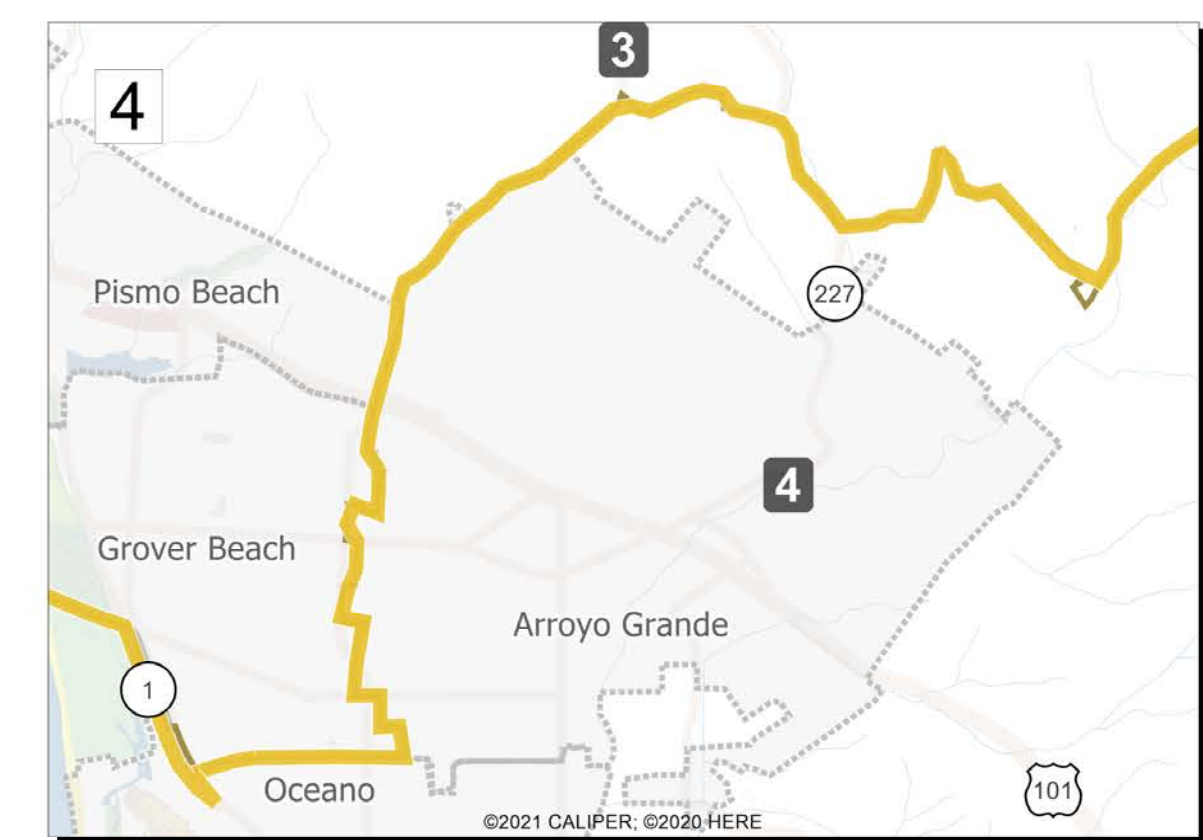 3
4
Pismo Beach
227
4
Grover Beach
Arroyo Grande
1
Oceano
101
©2021 CALIPER; ©2020 HERE